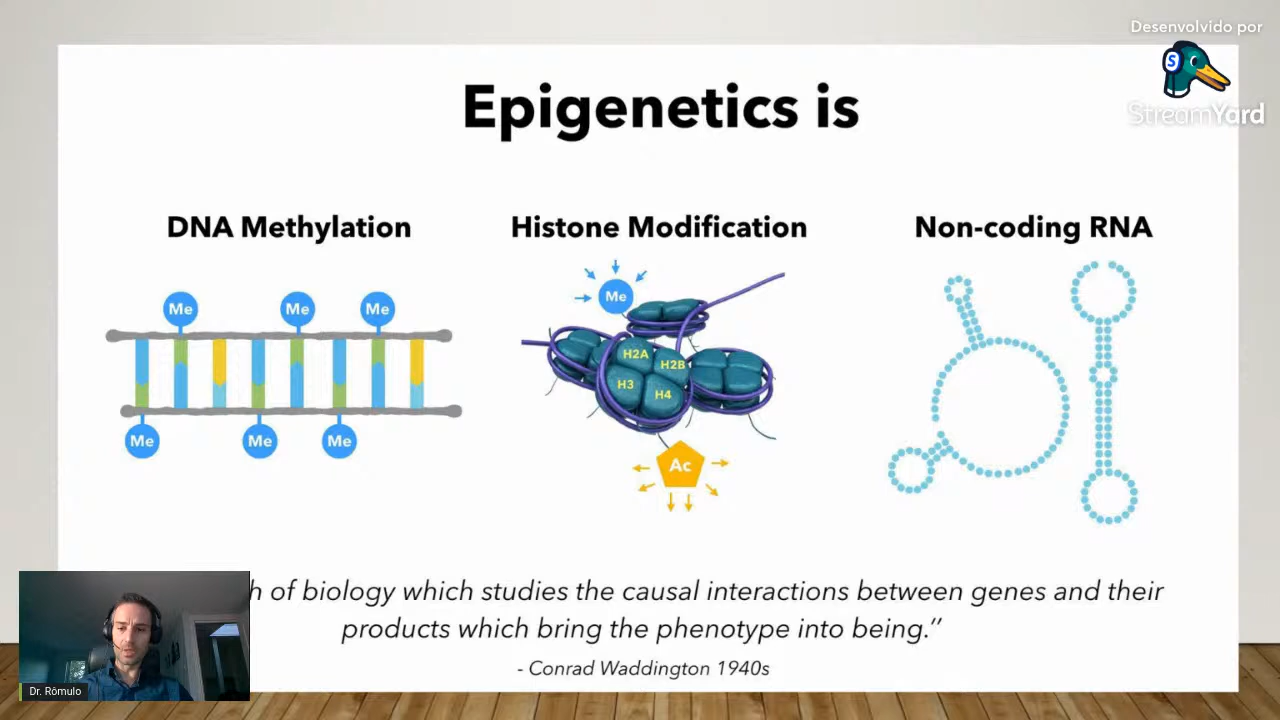 Desenvolvido por
S
StreamYard
Epigenetics is
DNA Methylation
Histone Modification
Non-coding RNA
Me
Me
Me
Me
Me
Me
Me
H2A
H2B
H3
H4
Ac
of biology which studies the causal interactions between genes and their
products which bring the phenotype into being.’’
- Conrad Waddington 1940s
Dr. Rômulo